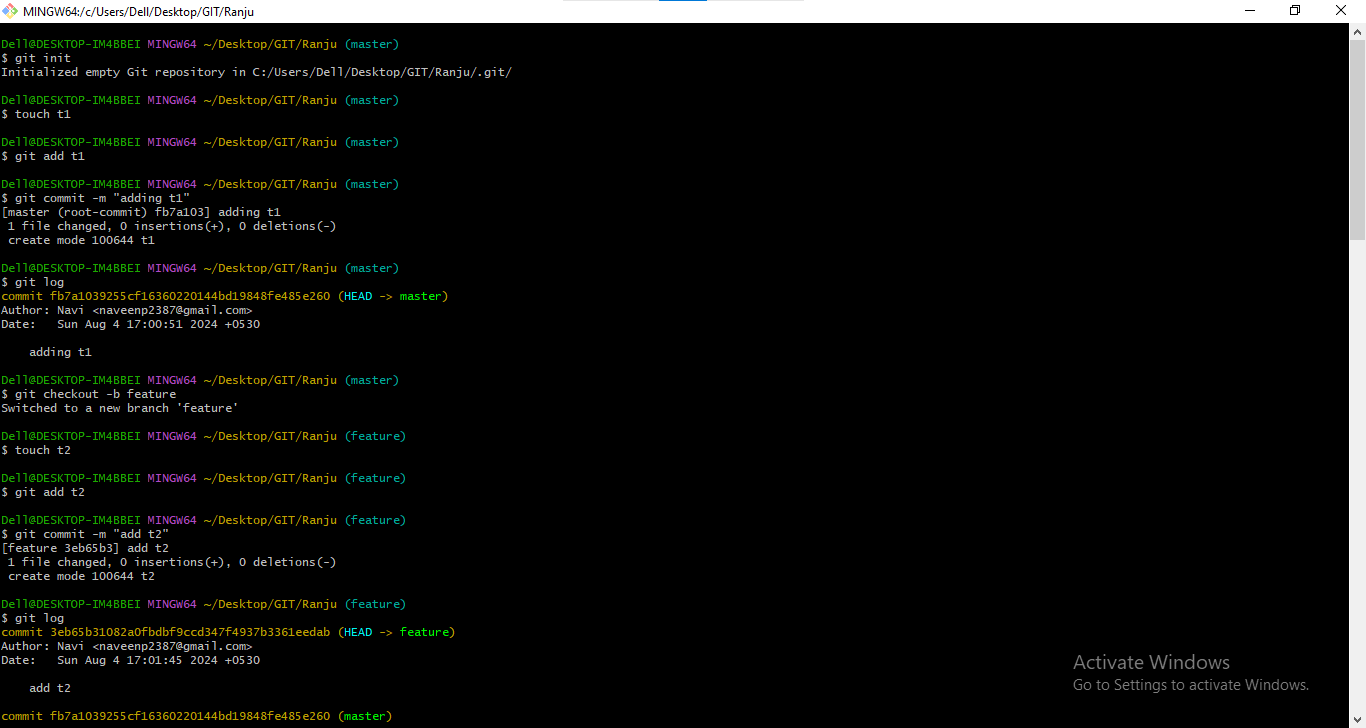 MINGW64:/c/Users/Dell/Desktop/GIT/Ranju
Dell@DESKTOP-IM4BBEI MINGW64 ~/Desktop/GIT/Ranju (master)
$ git init
Initialized empty Git repository in C:/Users/Dell/Desktop/GIT/Ranju/.git/
Dell@DESKTOP-IM4BBEI MINGW64 ~/Desktop/GIT/Ranju (master)
$ touch t1
Dell@DESKTOP-IM4BBEI MINGW64 ~/Desktop/GIT/Ranju (master)
$ git add t1
Dell@DESKTOP-IM4BBEI MINGW64 ~/Desktop/GIT/Ranju (master)
$ git commit -m "adding t1"
[master (root-commit) fb7a103] adding t1
 1 file changed, 0 insertions(+), 0 deletions(-)
 create mode 100644 t1
Dell@DESKTOP-IM4BBEI MINGW64 ~/Desktop/GIT/Ranju (master)
$ git log
commit fb7a1039255cf16360220144bd19848fe485e260 (HEAD -> master)
Author: Navi <naveenp2387@gmail.com>
Date:   Sun Aug 4 17:00:51 2024 +0530
    adding t1
Dell@DESKTOP-IM4BBEI MINGW64 ~/Desktop/GIT/Ranju (master)
$ git checkout -b feature
Switched to a new branch 'feature'
Dell@DESKTOP-IM4BBEI MINGW64 ~/Desktop/GIT/Ranju (feature)
$ touch t2
Dell@DESKTOP-IM4BBEI MINGW64 ~/Desktop/GIT/Ranju (feature)
$ git add t2
Dell@DESKTOP-IM4BBEI MINGW64 ~/Desktop/GIT/Ranju (feature)
$ git commit -m "add t2"
[feature 3eb65b3] add t2
 1 file changed, 0 insertions(+), 0 deletions(-)
 create mode 100644 t2
Dell@DESKTOP-IM4BBEI MINGW64 ~/Desktop/GIT/Ranju (feature)
$ git log
commit 3eb65b31082a0fbdbf9ccd347f4937b3361eedab (HEAD -> feature)
Author: Navi <naveenp2387@gmail.com>
Date:   Sun Aug 4 17:01:45 2024 +0530
    add t2
commit fb7a1039255cf16360220144bd19848fe485e260 (master)
Activate Windows
Go to Settings to activate Windows.